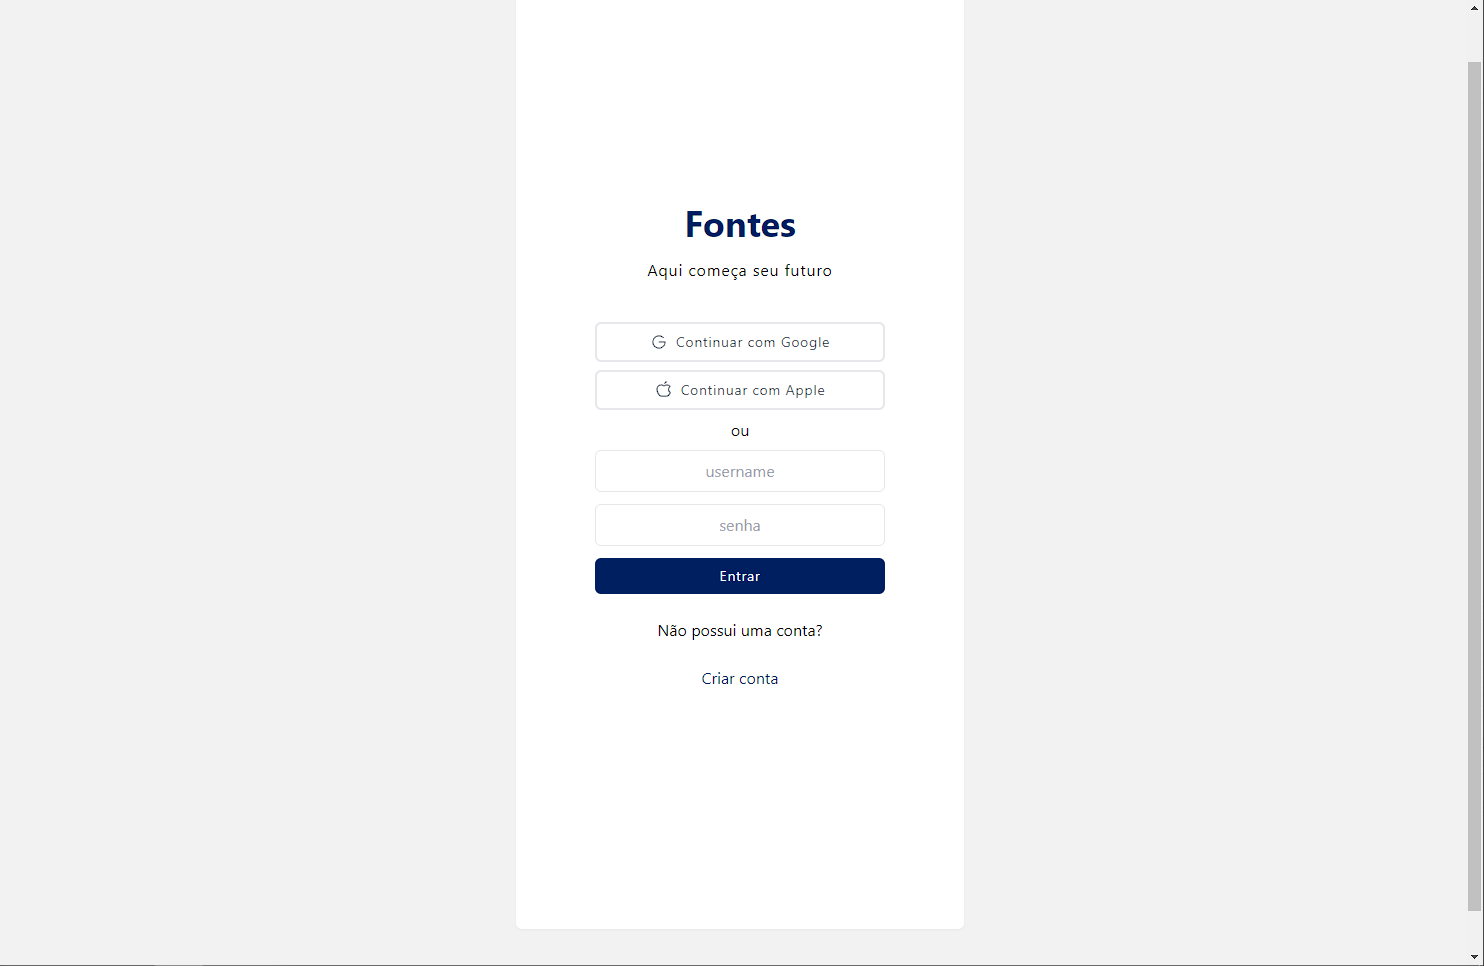 Fontes
Aqui começa seu futuro
Continuar com Google
Continuar com Apple
ou
username
senha
Entrar
Não possui uma conta?
Criar conta